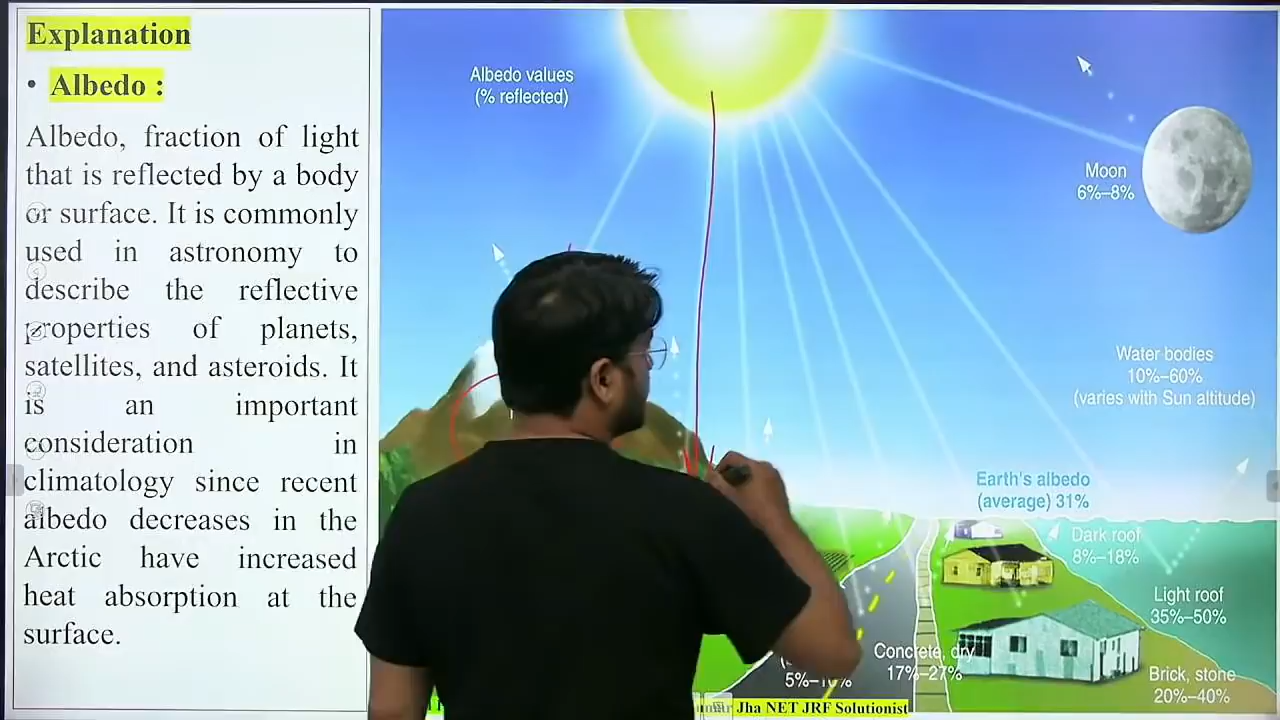 Explanation
• Albedo :
Albedo, fraction of light
that is reflected by a body
or surface. It is commonly
used in astronomy to
describe the reflective
properties of planets,
satellites, and asteroids. It
is an important
consideration in
climatology since recent
albedo decreases in the
Arctic have increased
heat absorption at the
surface.
Albedo values
(% reflected)
Moon
6%–8%
Water bodies
10%–60%
(varies with Sun altitude)
Earth's albedo
(average) 31%
Dark roof
8%–18%
Light roof
35%–50%
Concrete, dry
17%–27%
5%–10%
Brick, stone
20%–40%
Jha NET JRF Solutionist